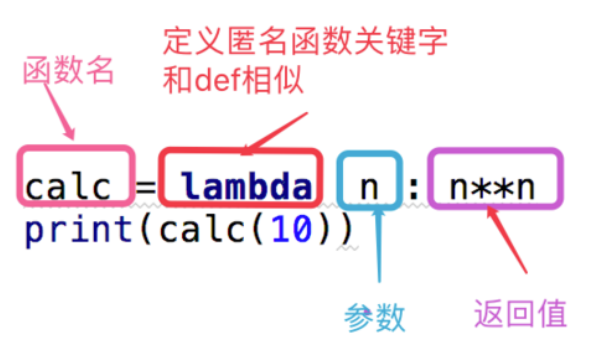 定义匿名函数关键字
和def相似
函数名
calc = lambda n : n**n
print(calc(10))
参数
返回值